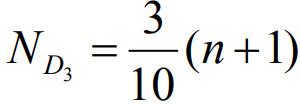 N_{D_3} = \frac{3}{10}(n+1)